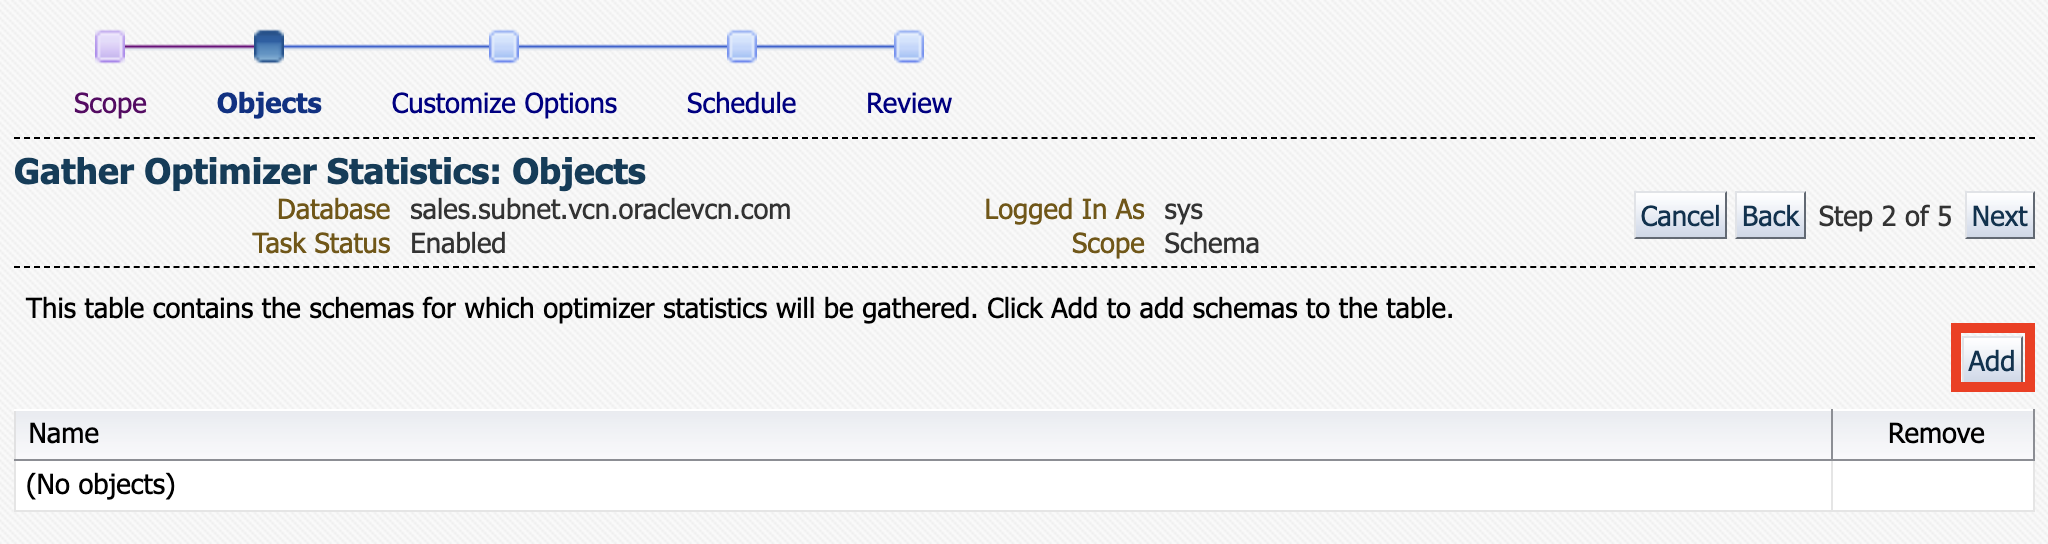 Scope Objects Customize Options Schedule Review
Gather Optimizer Statistics: Objects
Database sales.subnet.vcn.oraclevcn.com Logged In As sys
Task Status Enabled Scope Schema
Cancel Back Step 2 of 5 Next
This table contains the schemas for which optimizer statistics will be gathered. Click Add to add schemas to the table.
Add
Name Remove
(No objects)